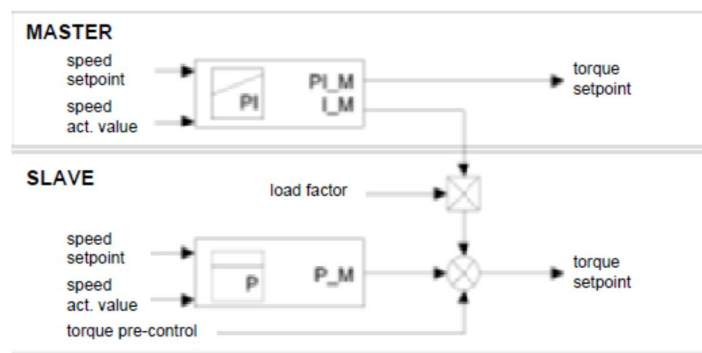 MASTER
speed
setpoint
speed
act. value
PI
PI_M
I_M
torque
setpoint
SLAVE
load factor
speed
setpoint
speed
act. value
P
P_M
torque
setpoint
torque pre-control